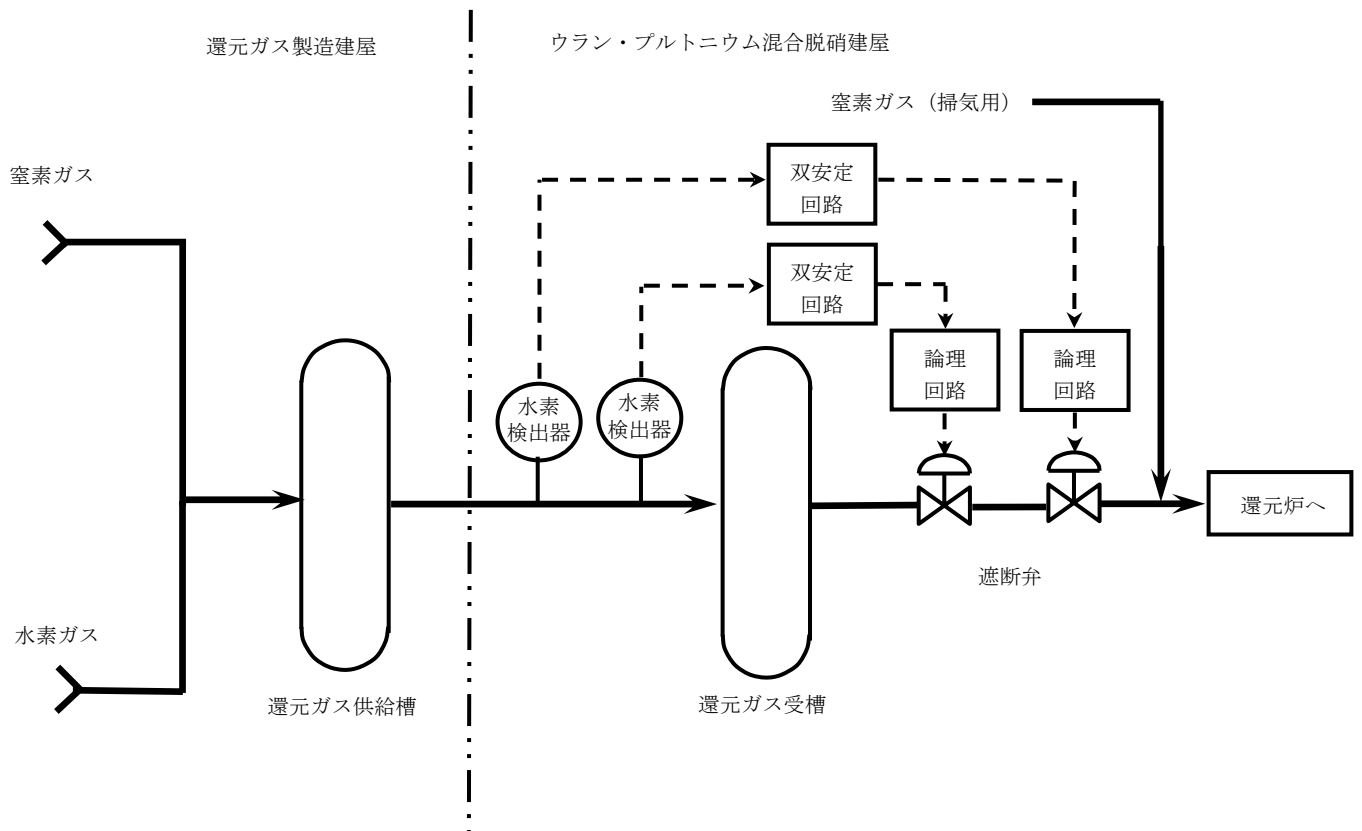 還元ガス製造建屋
ウラン・プルトニウム混合脱硝建屋
窒素ガス（掃気用）
窒素ガス
双安定
回路
双安定
回路
論理
回路
論理
回路
水素
検出器
水素
検出器
還元炉へ
遮断弁
水素ガス
還元ガス供給槽
還元ガス受槽